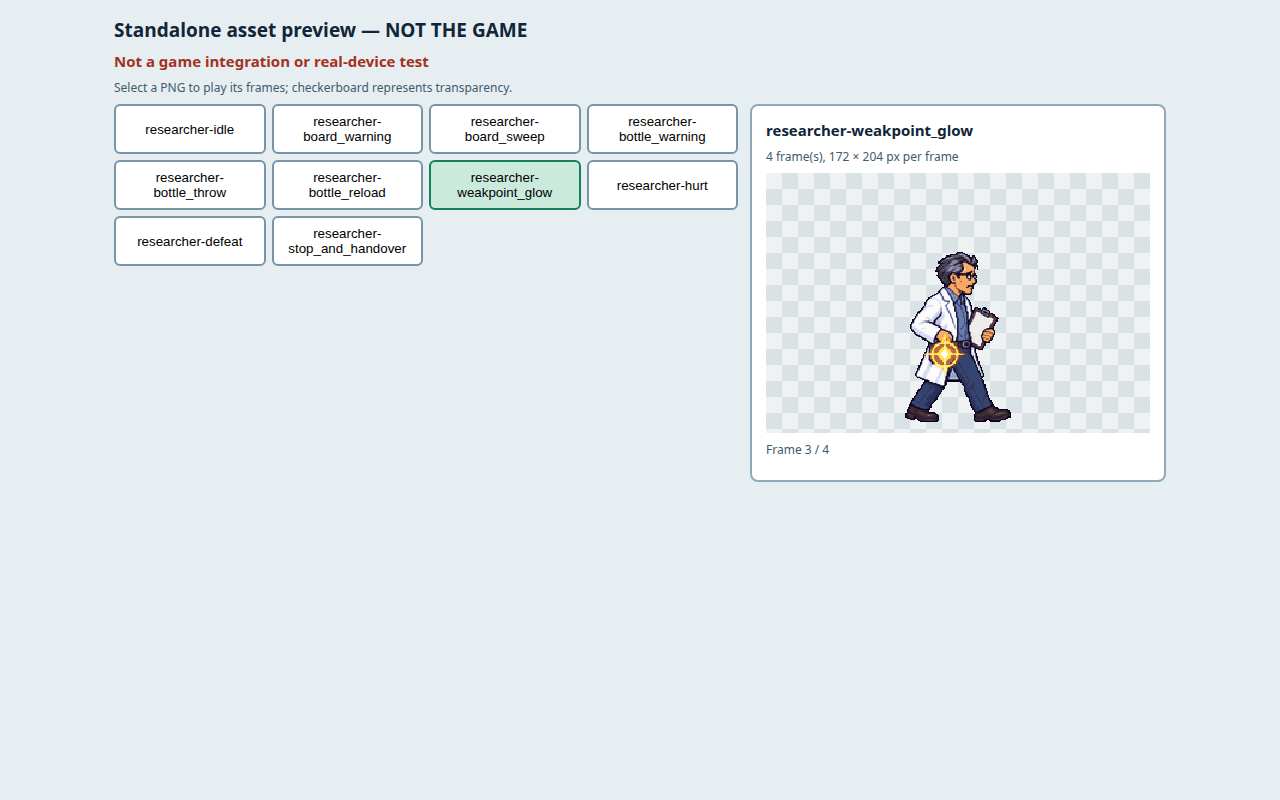 Standalone asset preview — NOT THE GAME
Not a game integration or real-device test
Select a PNG to play its frames; checkerboard represents transparency.
researcher-idle
researcher-
board_warning
researcher-
board_sweep
researcher-
bottle_warning
researcher-
bottle_throw
researcher-
bottle_reload
researcher-
weakpoint_glow
researcher-hurt
researcher-defeat
researcher-
stop_and_handover
researcher-weakpoint_glow
4 frame(s), 172 × 204 px per frame
Frame 3 / 4